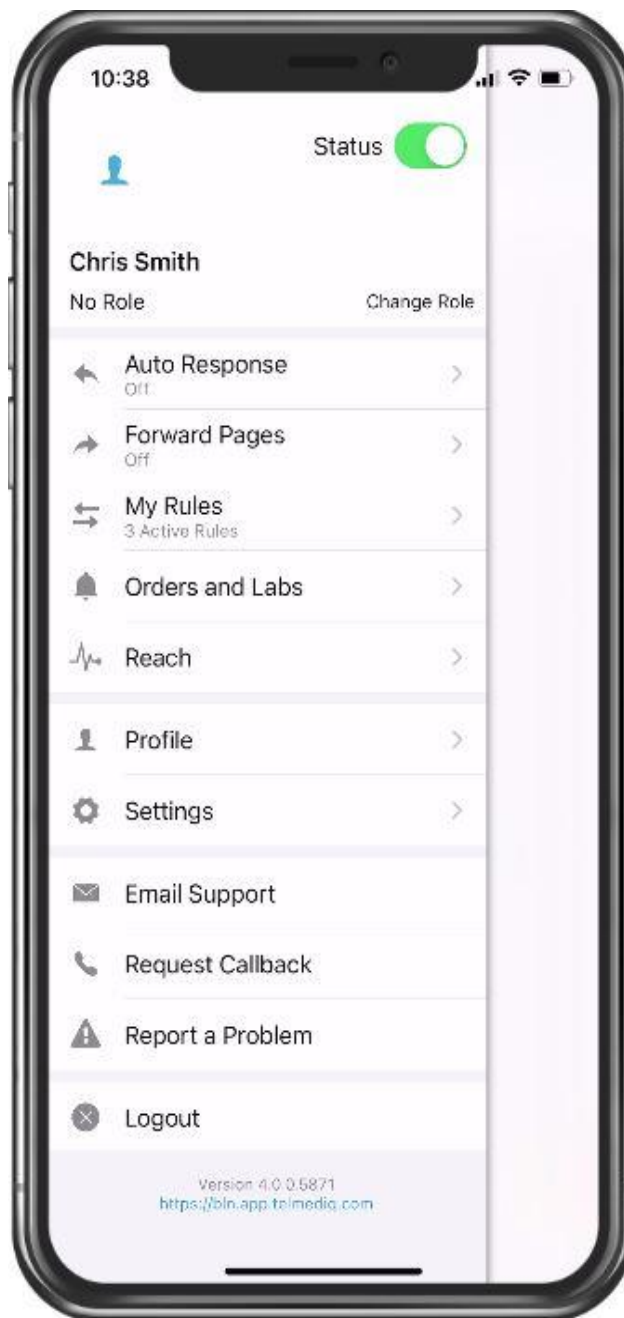 10:38
Status
Chris Smith
No Role Change Role
Auto Response
Off
Forward Pages
Off
My Rules
3 Active Rules
Orders and Labs
Reach
Profile
Settings
Email Support
Request Callback
Report a Problem
Logout
Version 4.0.0.5871
https://bln.app.telmediq.com